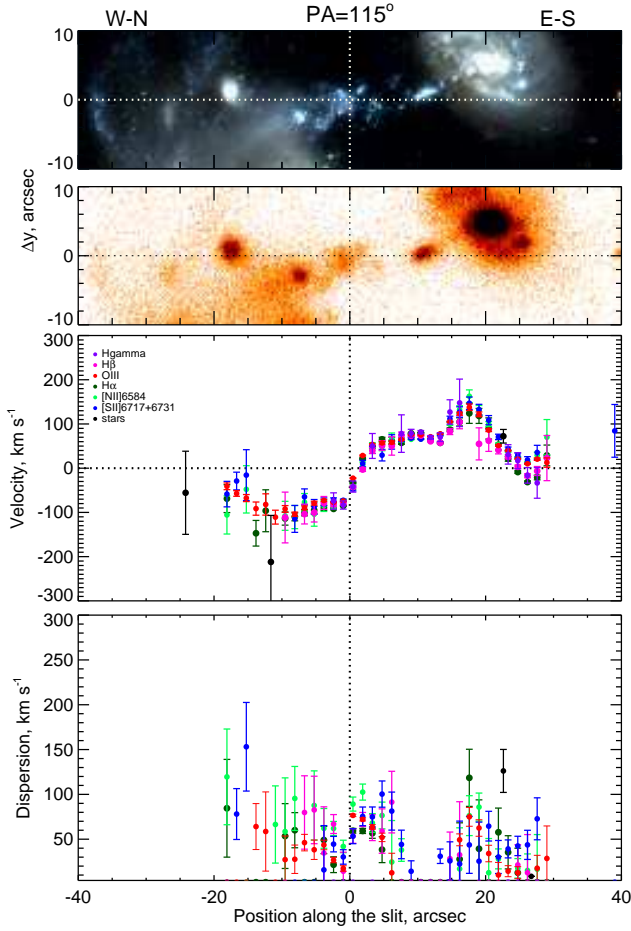 W-N PA=115° E-S
10
0
-10
10
0
-10
Δy, arcsec
300
200
100
0
-100
-200
-300
Velocity, km s⁻¹
Hgamma
Hβ
OIII
Hα
[NII]6584
[SII]6717+6731
stars
300
250
200
150
100
50
Dispersion, km s⁻¹
-40 -20 0 20 40
Position along the slit, arcsec